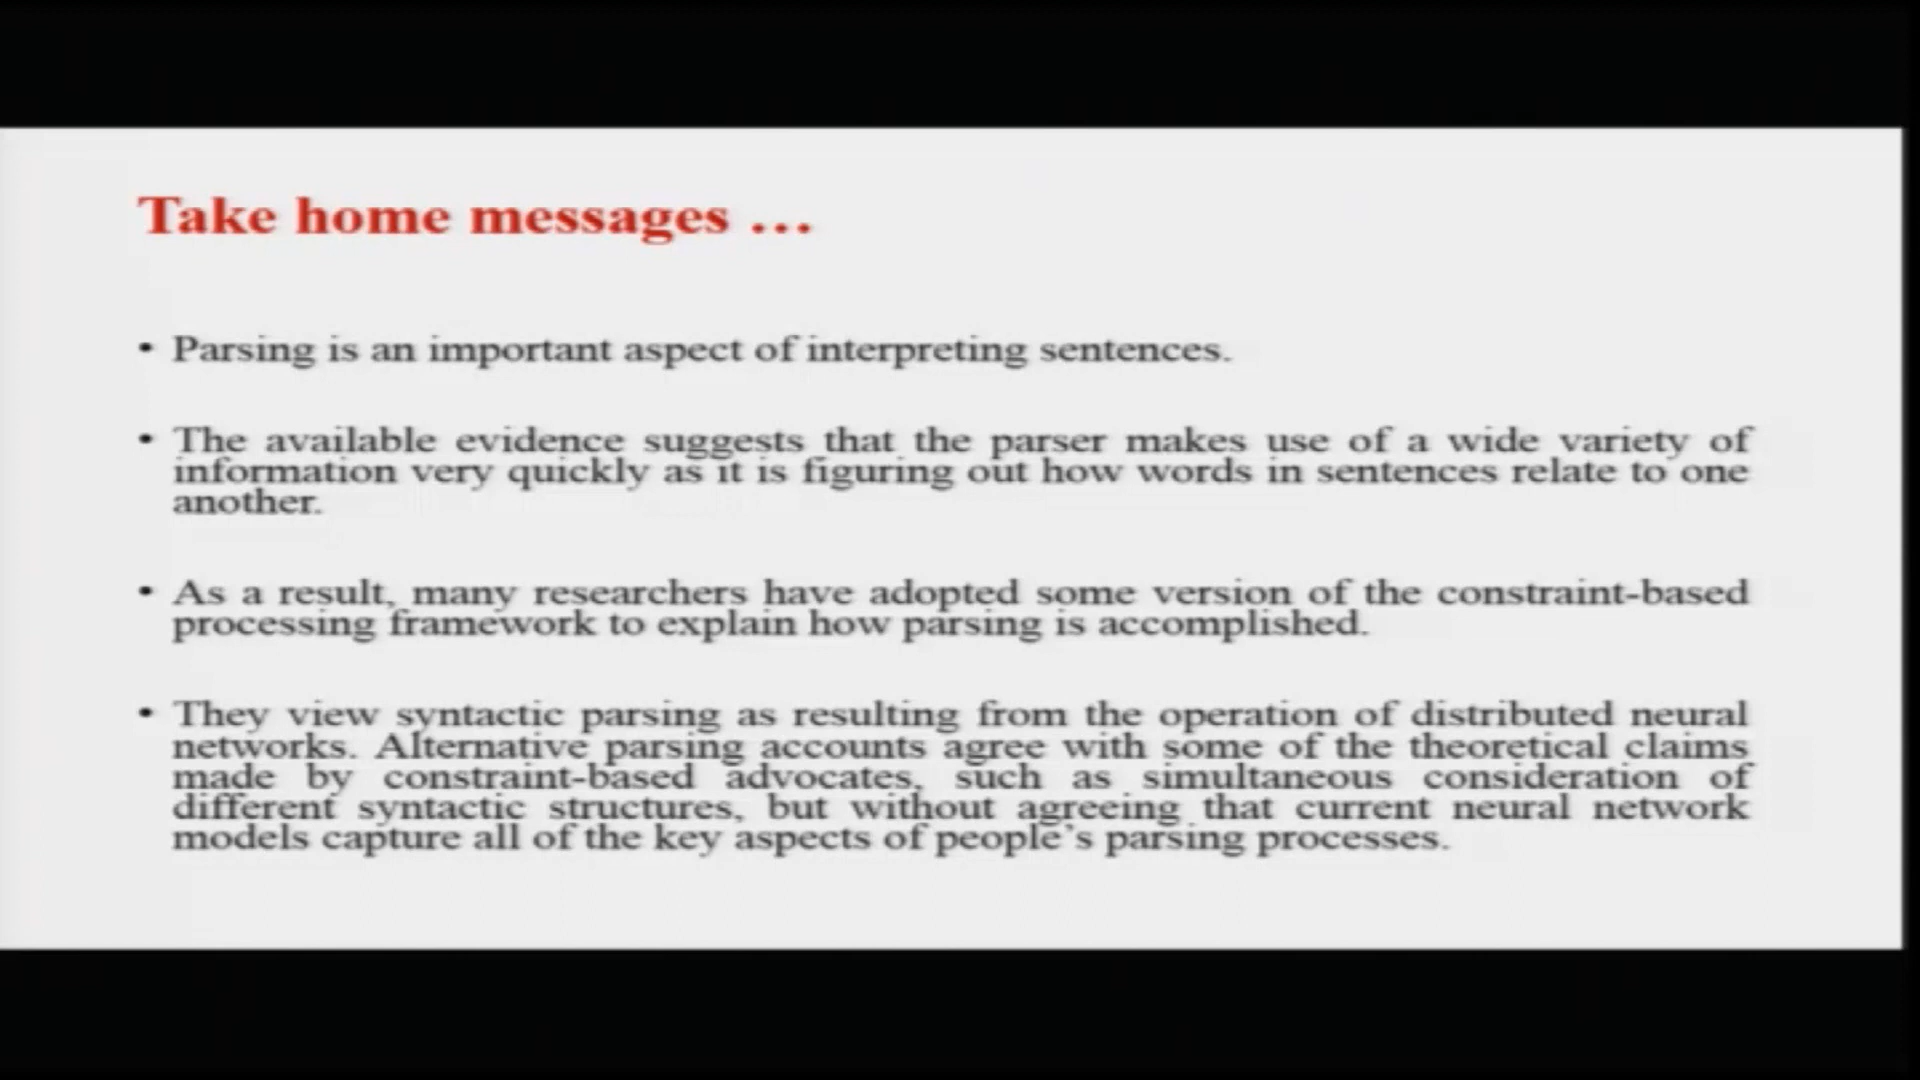 Take home messages …
• Parsing is an important aspect of interpreting sentences.
• The available evidence suggests that the parser makes use of a wide variety of
information very quickly as it is figuring out how words in sentences relate to one
another.
• As a result, many researchers have adopted some version of the constraint-based
processing framework to explain how parsing is accomplished.
• They view syntactic parsing as resulting from the operation of distributed neural
networks. Alternative parsing accounts agree with some of the theoretical claims
made by constraint-based advocates, such as simultaneous consideration of
different syntactic structures, but without agreeing that current neural network
models capture all of the key aspects of people's parsing processes.